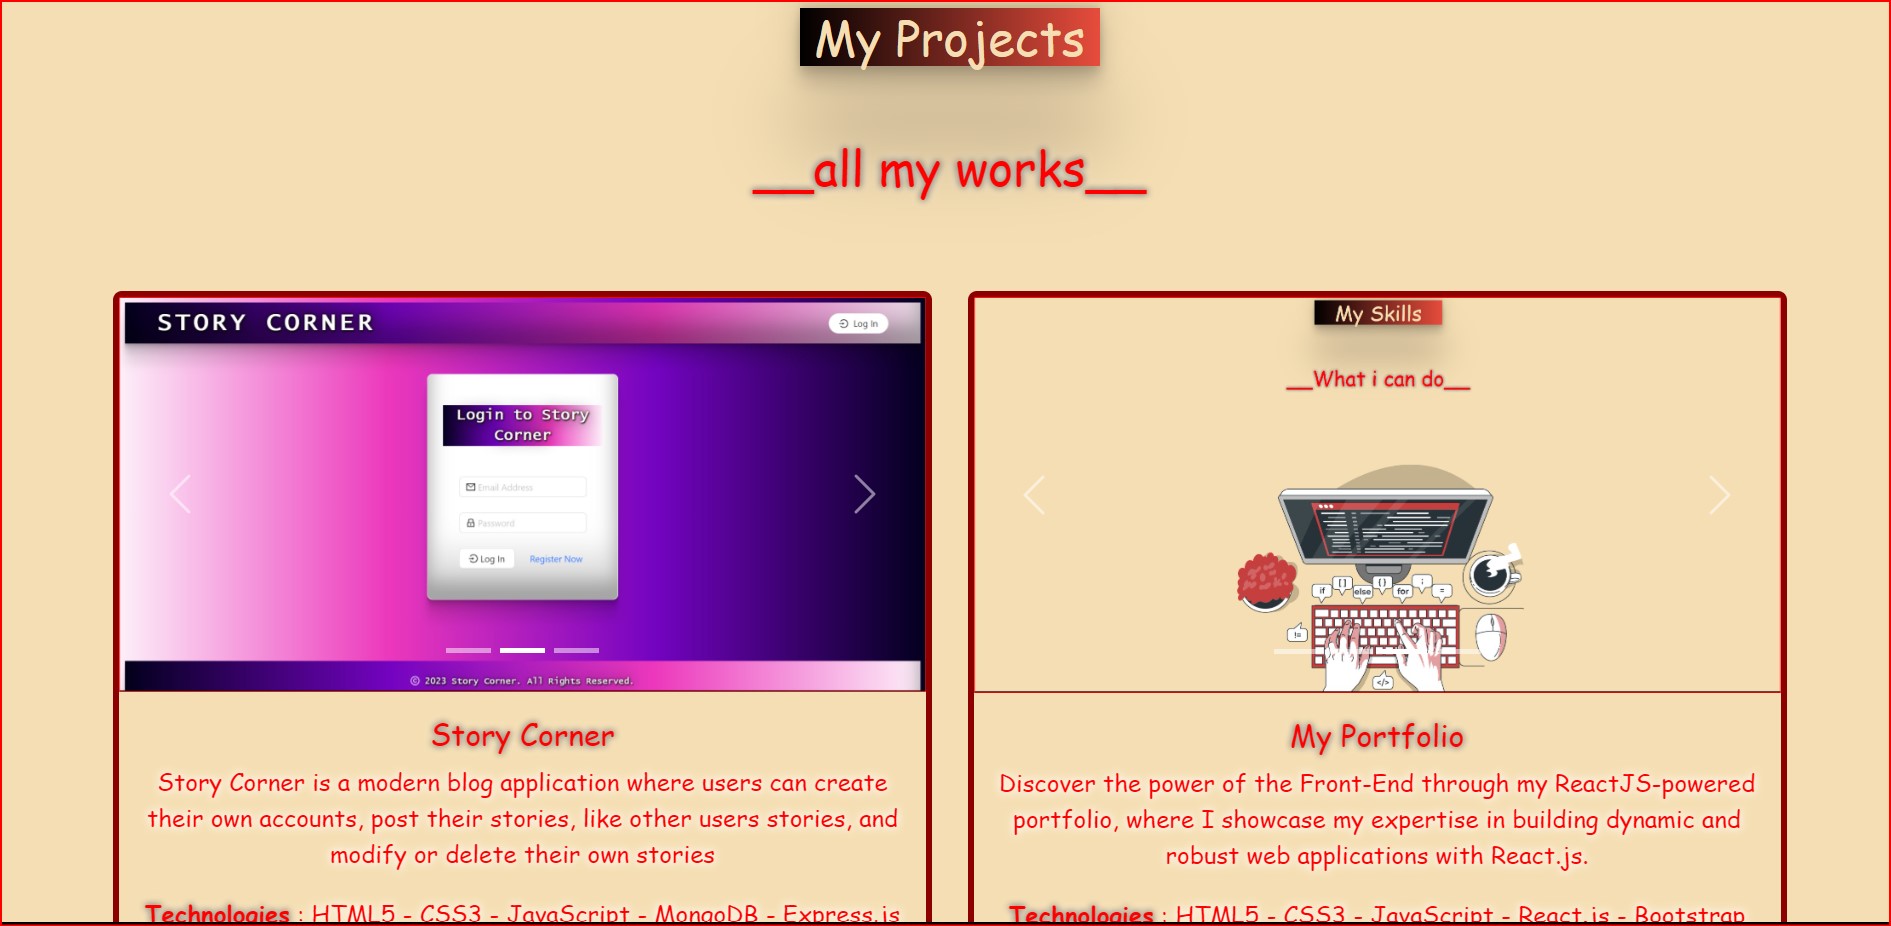 My Projects
__all my works__
STORY CORNER
Log In
Login to Story
Corner
Email Address
Password
Log In
Register Now
© 2023 Story Corner. All Rights Reserved.
Story Corner
Story Corner is a modern blog application where users can create
their own accounts, post their stories, like other users stories, and
modify or delete their own stories
Technologies : HTML5 - CSS3 - JavaScript - MongoDB - Express.js
My Skills
__What i can do__
if
[ ]
else
{ }
for
;
=
!=
</>
My Portfolio
Discover the power of the Front-End through my ReactJS-powered
portfolio, where I showcase my expertise in building dynamic and
robust web applications with React.js.
Technologies : HTML5 - CSS3 - JavaScript - React.js - Bootstrap